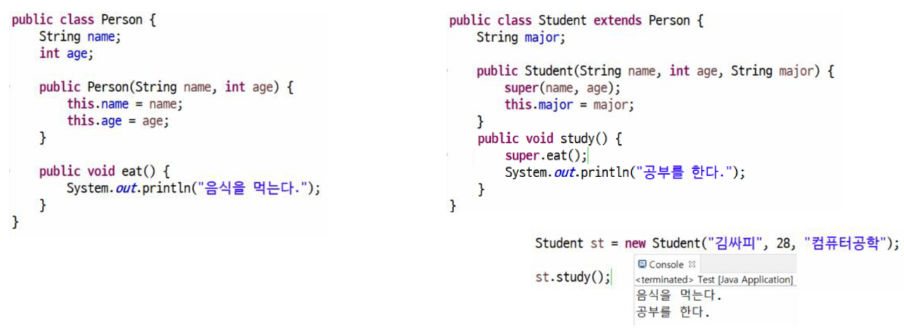 public class Person {
String name;
int age;
public Person(String name, int age) {
this.name = name;
this.age = age;
}
public void eat() {
System.out.println("음식을 먹는다.");
}
}
public class Student extends Person {
String major;
public Student(String name, int age, String major) {
super(name, age);
this.major = major;
}
public void study() {
super.eat();
System.out.println("공부를 한다.");
}
}
Student st = new Student("김싸피", 28, "컴퓨터공학");
st.study();
Console
<terminated> Test [Java Application]
음식을 먹는다.
공부를 한다.